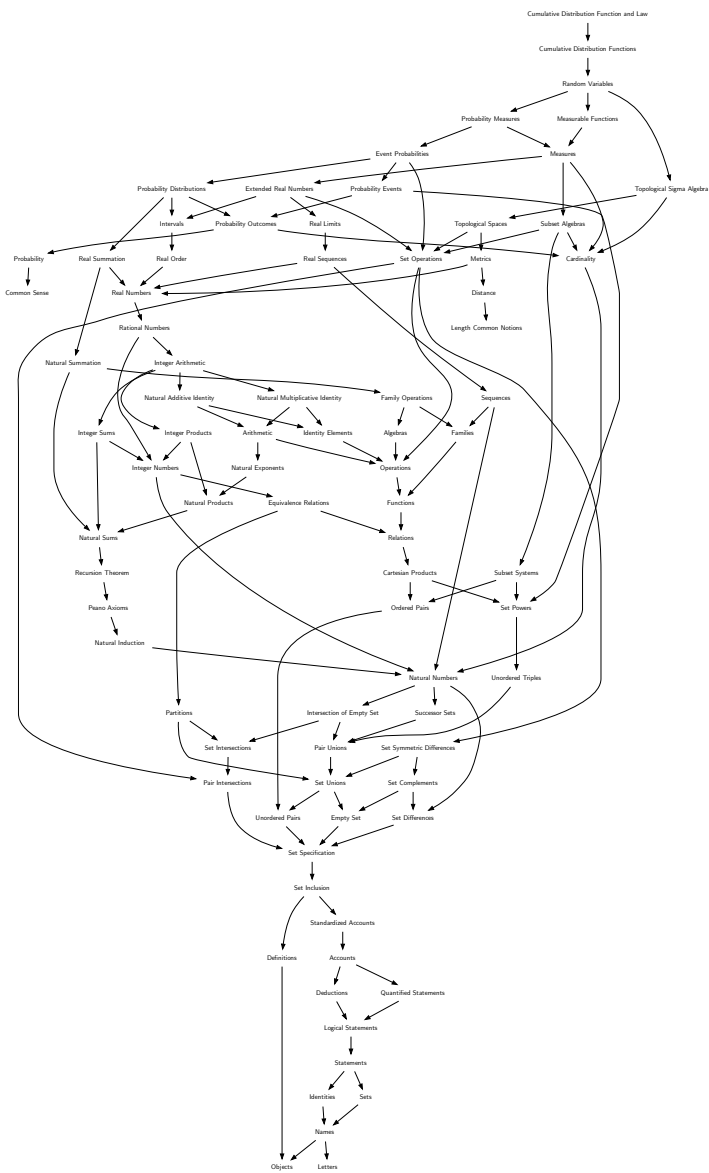 Cumulative Distribution Function and Law
Cumulative Distribution Functions
Random Variables
Probability Measures
Measurable Functions
Event Probabilities
Measures
Probability Distributions
Extended Real Numbers
Probability Events
Topological Sigma Algebra
Intervals
Probability Outcomes
Real Limits
Topological Spaces
Subset Algebras
Probability
Real Summation
Real Order
Real Sequences
Set Operations
Metrics
Cardinality
Common Sense
Real Numbers
Distance
Rational Numbers
Length Common Notions
Natural Summation
Integer Arithmetic
Natural Additive Identity
Natural Multiplicative Identity
Family Operations
Sequences
Integer Sums
Integer Products
Arithmetic
Identity Elements
Algebras
Families
Integer Numbers
Natural Exponents
Operations
Natural Products
Equivalence Relations
Functions
Natural Sums
Relations
Recursion Theorem
Cartesian Products
Subset Systems
Peano Axioms
Ordered Pairs
Set Powers
Natural Induction
Natural Numbers
Unordered Triples
Partitions
Intersection of Empty Set
Successor Sets
Set Intersections
Pair Unions
Set Symmetric Differences
Pair Intersections
Set Unions
Set Complements
Unordered Pairs
Empty Set
Set Differences
Set Specification
Set Inclusion
Standardized Accounts
Definitions
Accounts
Deductions
Quantified Statements
Logical Statements
Statements
Identities
Sets
Names
Objects
Letters